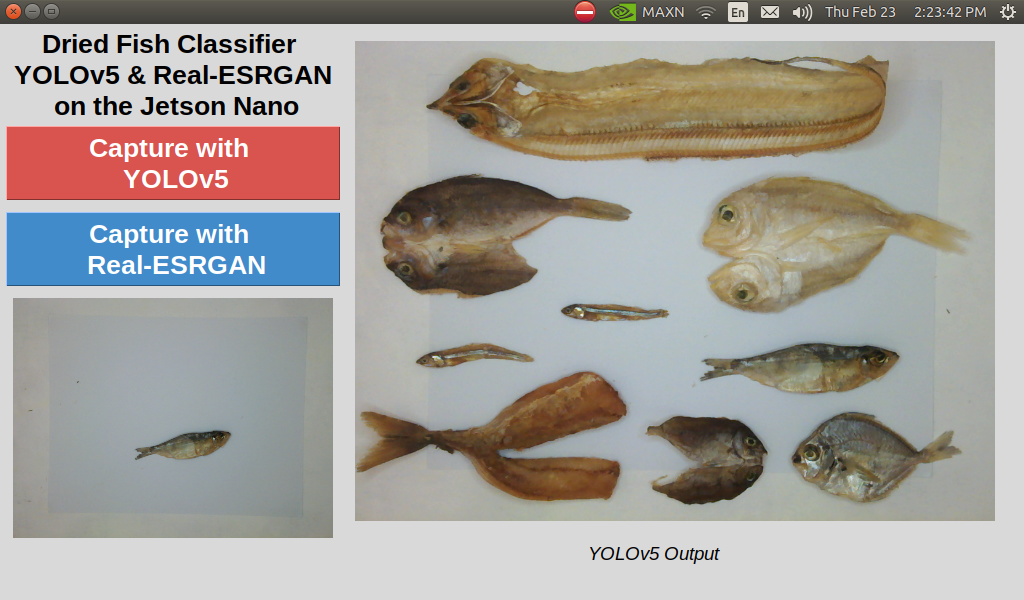 MAXN En Thu Feb 23 2:23:42 PM
Dried Fish Classifier
YOLOv5 & Real-ESRGAN
on the Jetson Nano
Capture with
YOLOv5
Capture with
Real-ESRGAN
YOLOv5 Output